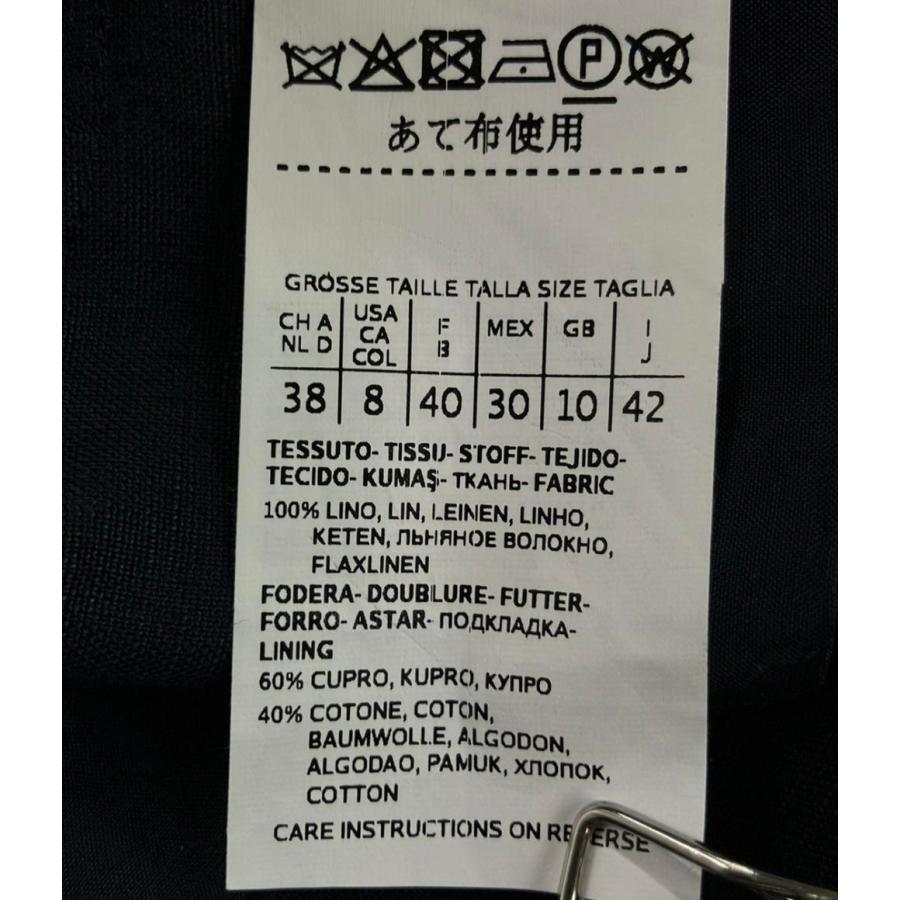 P W
あて布使用
GRÖSSE TAILLE TALLA SIZE TAGLIA
CH A NL D USA CA COL F B MEX GB I J
38 8 40 30 10 42
TESSUTO- TISSU- STOFF- TEJIDO-
TECIDO- KUMAŞ- ТКАНЬ- FABRIC
100% LINO, LIN, LEINEN, LINHO,
KETEN, ЛЬНЯНОЕ ВОЛОКНО,
FLAXLINEN
FODERA- DOUBLURE- FUTTER-
FORRO- ASTAR- ПОДКЛАДКА-
LINING
60% CUPRO, KUPRO, КУПРО
40% COTONE, COTON,
BAUMWOLLE, ALGODON,
ALGODAO, PAMUK, ХЛОПОК,
COTTON
CARE INSTRUCTIONS ON REVERSE